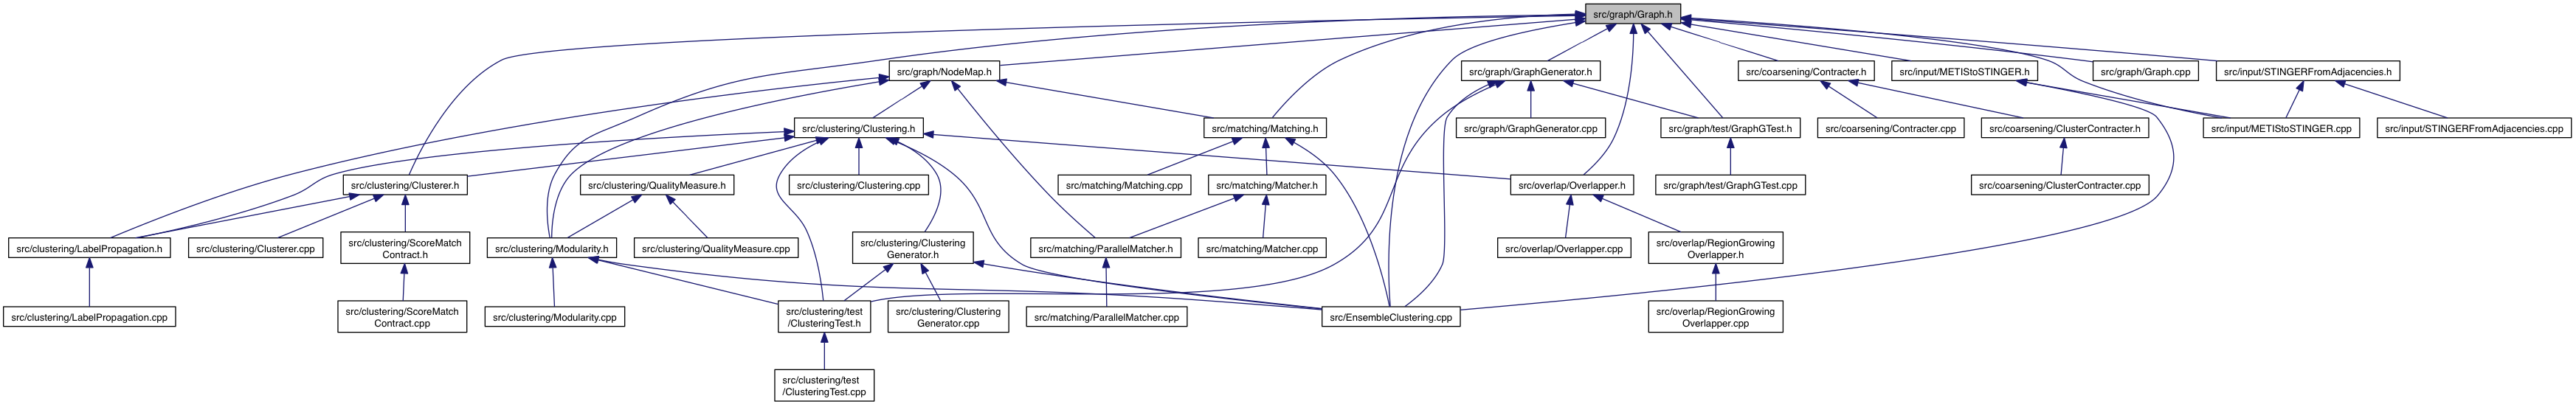 src/graph/Graph.h
src/graph/NodeMap.h
src/graph/GraphGenerator.h
src/coarsening/Contracter.h
src/input/METIStoSTINGER.h
src/graph/Graph.cpp
src/input/STINGERFromAdjacencies.h
src/clustering/Clustering.h
src/matching/Matching.h
src/graph/GraphGenerator.cpp
src/graph/test/GraphGTest.h
src/coarsening/Contracter.cpp
src/coarsening/ClusterContracter.h
src/input/METIStoSTINGER.cpp
src/input/STINGERFromAdjacencies.cpp
src/clustering/Clusterer.h
src/clustering/QualityMeasure.h
src/clustering/Clustering.cpp
src/matching/Matching.cpp
src/matching/Matcher.h
src/overlap/Overlapper.h
src/graph/test/GraphGTest.cpp
src/coarsening/ClusterContracter.cpp
src/clustering/LabelPropagation.h
src/clustering/Clusterer.cpp
src/clustering/ScoreMatch
Contract.h
src/clustering/Modularity.h
src/clustering/QualityMeasure.cpp
src/clustering/Clustering
Generator.h
src/matching/ParallelMatcher.h
src/matching/Matcher.cpp
src/overlap/Overlapper.cpp
src/overlap/RegionGrowing
Overlapper.h
src/clustering/LabelPropagation.cpp
src/clustering/ScoreMatch
Contract.cpp
src/clustering/Modularity.cpp
src/clustering/test
/ClusteringTest.h
src/clustering/Clustering
Generator.cpp
src/matching/ParallelMatcher.cpp
src/EnsembleClustering.cpp
src/overlap/RegionGrowing
Overlapper.cpp
src/clustering/test
/ClusteringTest.cpp